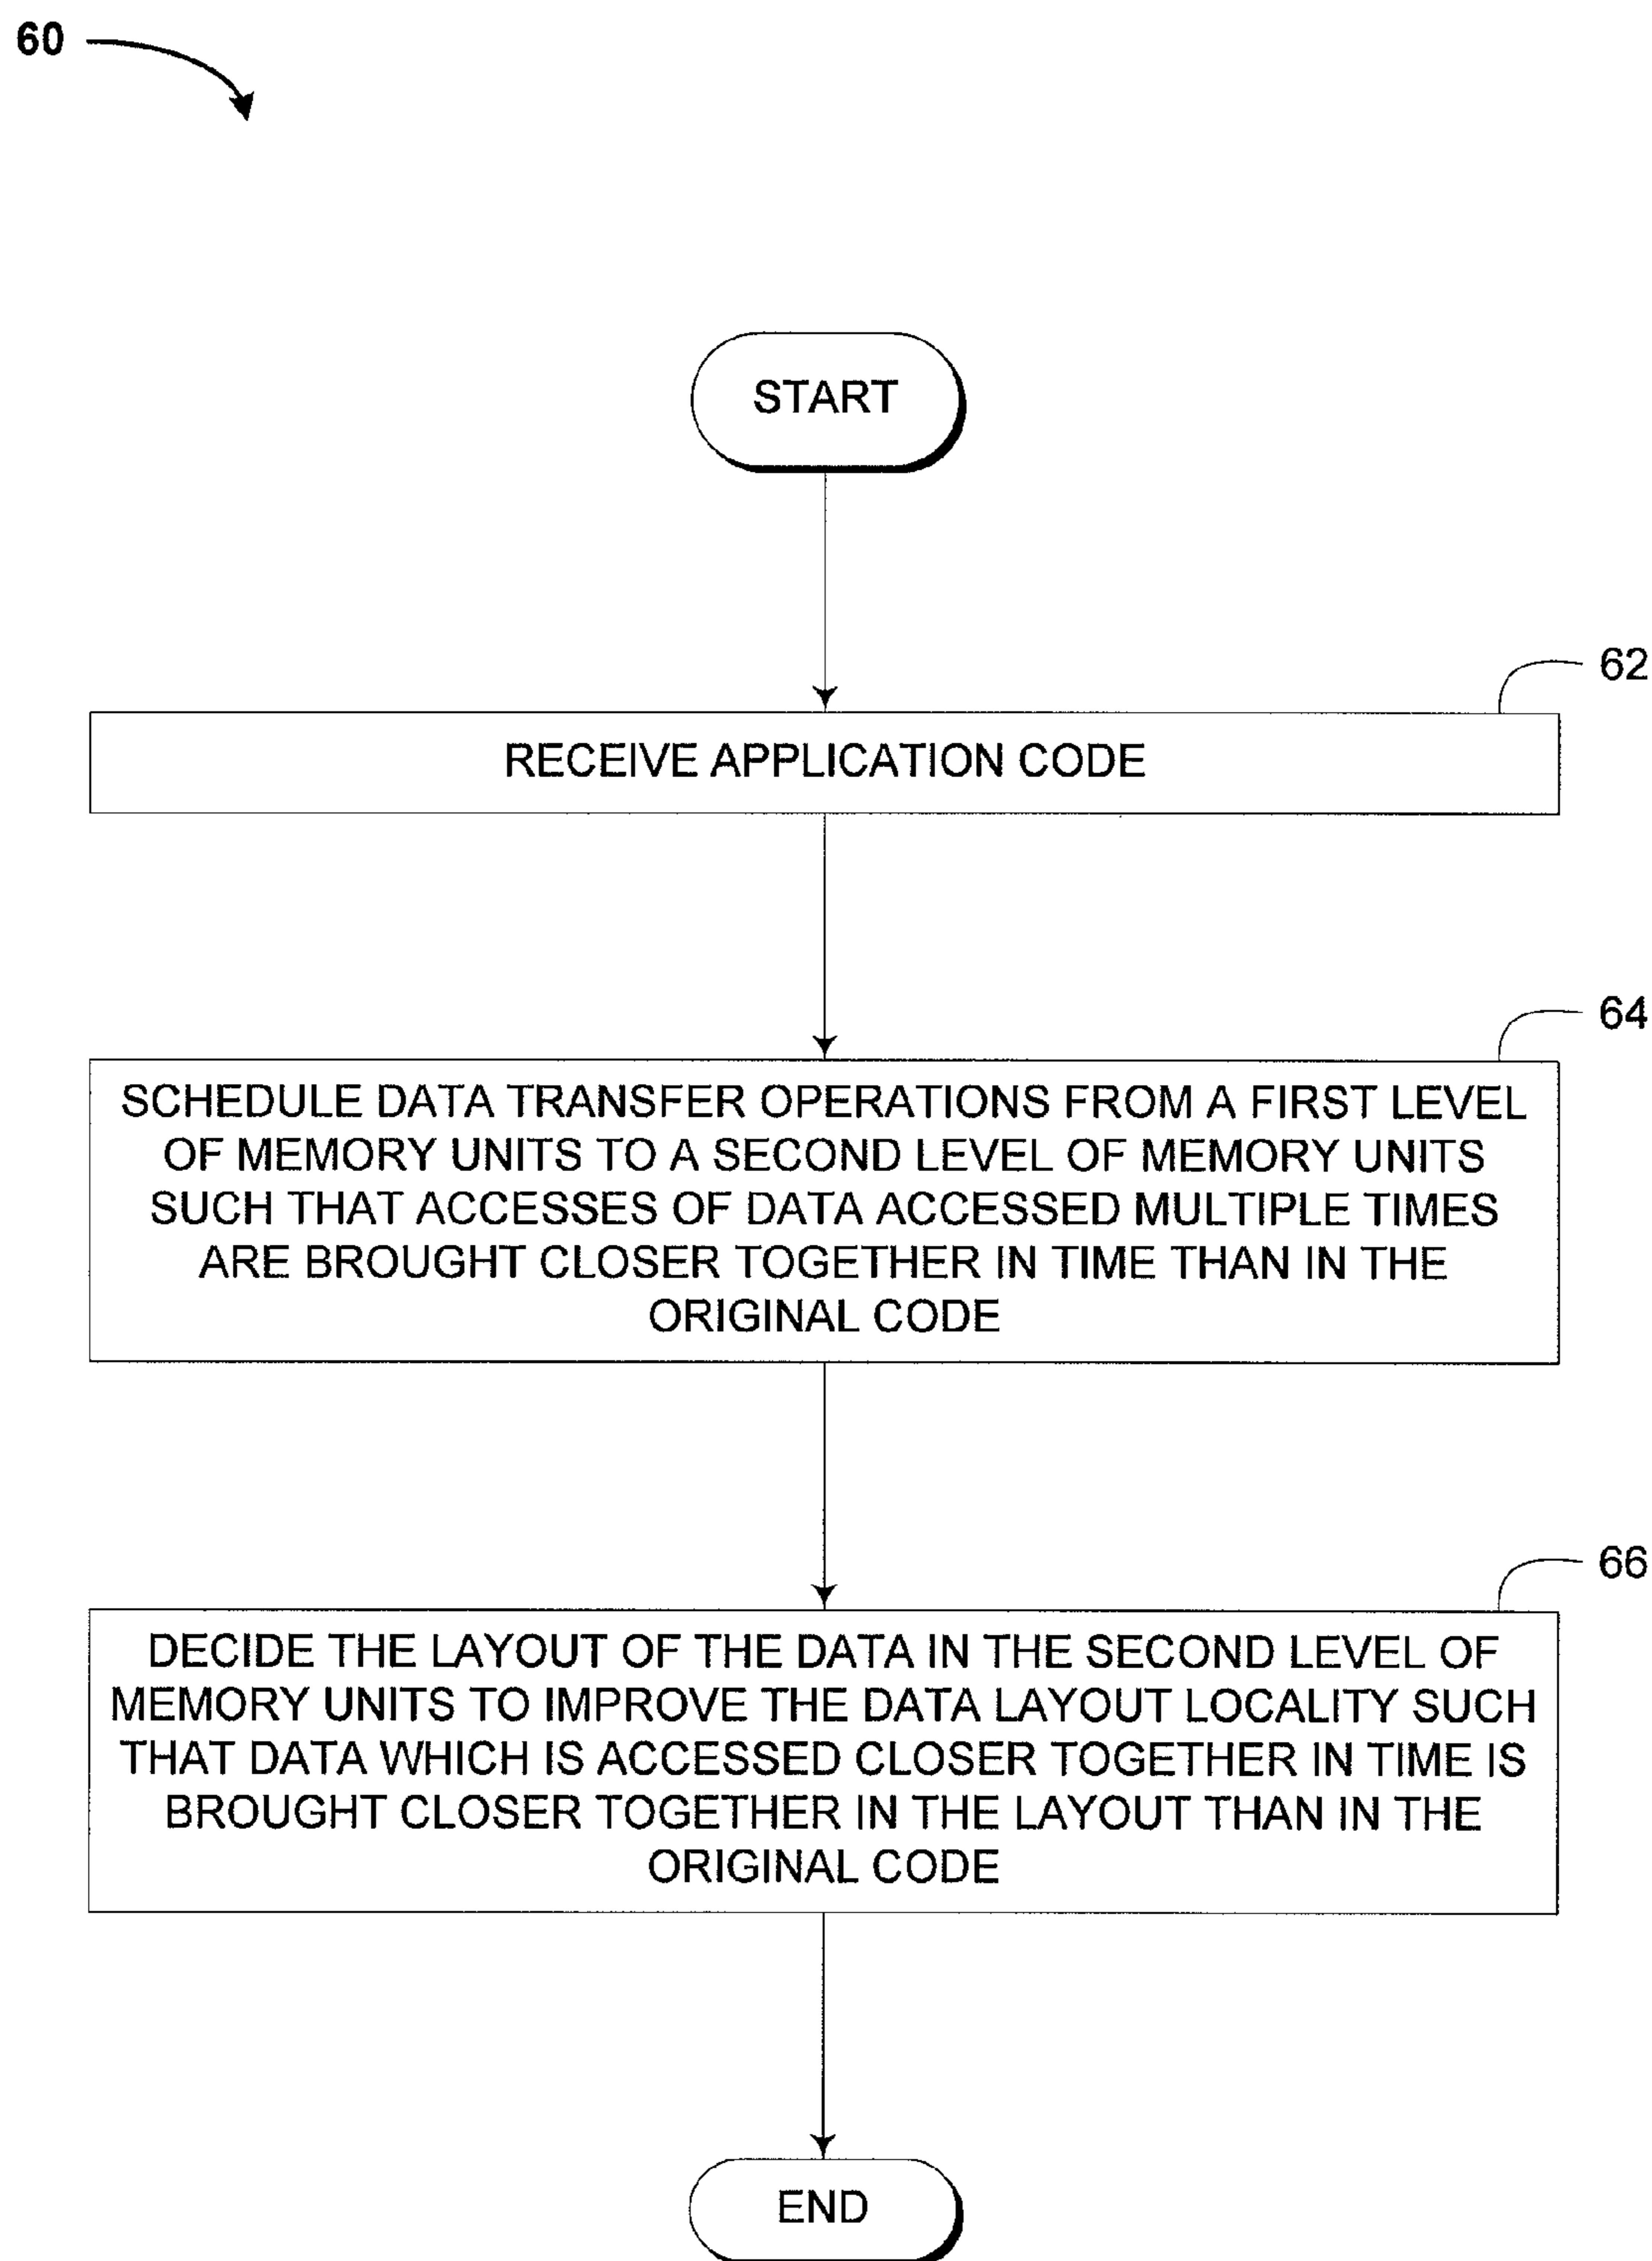 60
START
62
RECEIVE APPLICATION CODE
64
SCHEDULE DATA TRANSFER OPERATIONS FROM A FIRST LEVEL
OF MEMORY UNITS TO A SECOND LEVEL OF MEMORY UNITS
SUCH THAT ACCESSES OF DATA ACCESSED MULTIPLE TIMES
ARE BROUGHT CLOSER TOGETHER IN TIME THAN IN THE
ORIGINAL CODE
66
DECIDE THE LAYOUT OF THE DATA IN THE SECOND LEVEL OF
MEMORY UNITS TO IMPROVE THE DATA LAYOUT LOCALITY SUCH
THAT DATA WHICH IS ACCESSED CLOSER TOGETHER IN TIME IS
BROUGHT CLOSER TOGETHER IN THE LAYOUT THAN IN THE
ORIGINAL CODE
END